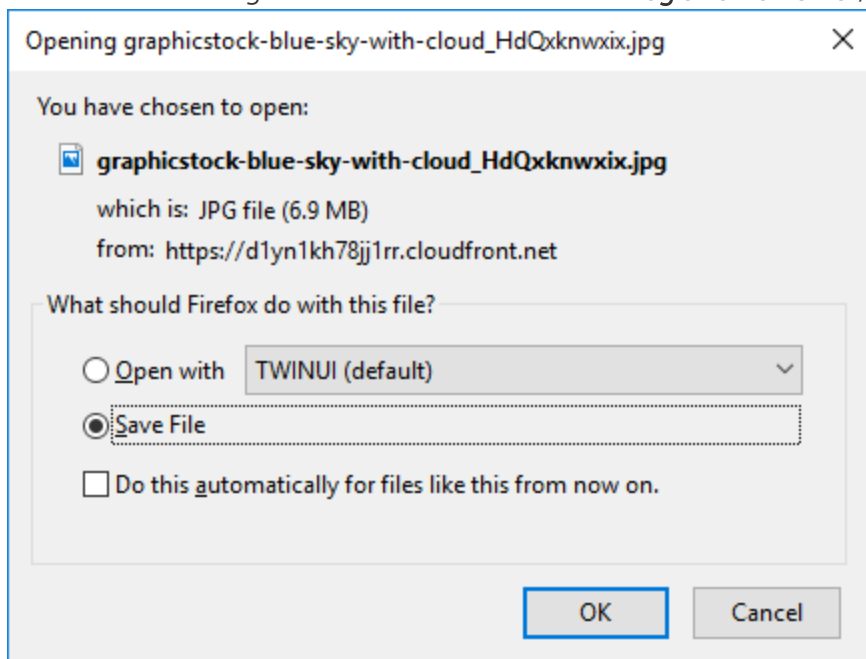 Opening graphicstock-blue-sky-with-cloud_HdQxknwxix.jpg
You have chosen to open:
graphicstock-blue-sky-with-cloud_HdQxknwxix.jpg
which is: JPG file (6.9 MB)
from: https://d1yn1kh78jj1rr.cloudfront.net
What should Firefox do with this file?
Open with TWINUI (default)
Save File
Do this automatically for files like this from now on.
OK Cancel